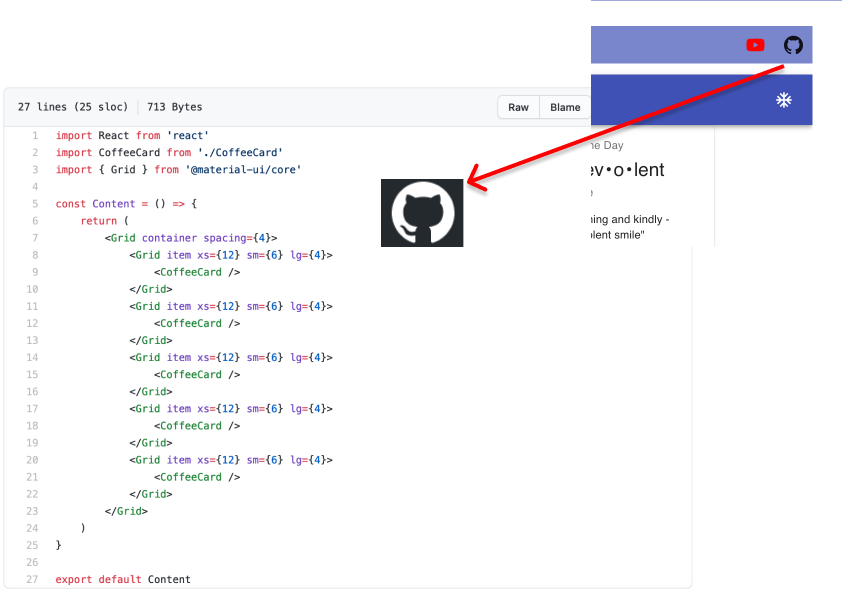 27 lines (25 sloc) 713 Bytes
Raw Blame
1 import React from 'react'
2 import CoffeeCard from './CoffeeCard'
3 import { Grid } from '@material-ui/core'
4
5 const Content = () => {
6 return (
7 <Grid container spacing={4}>
8 <Grid item xs={12} sm={6} lg={4}>
9 <CoffeeCard />
10 </Grid>
11 <Grid item xs={12} sm={6} lg={4}>
12 <CoffeeCard />
13 </Grid>
14 <Grid item xs={12} sm={6} lg={4}>
15 <CoffeeCard />
16 </Grid>
17 <Grid item xs={12} sm={6} lg={4}>
18 <CoffeeCard />
19 </Grid>
20 <Grid item xs={12} sm={6} lg={4}>
21 <CoffeeCard />
22 </Grid>
23 </Grid>
24 )
25 }
26
27 export default Content
he Day
ev•o•lent
ing and kindly -
olent smile"